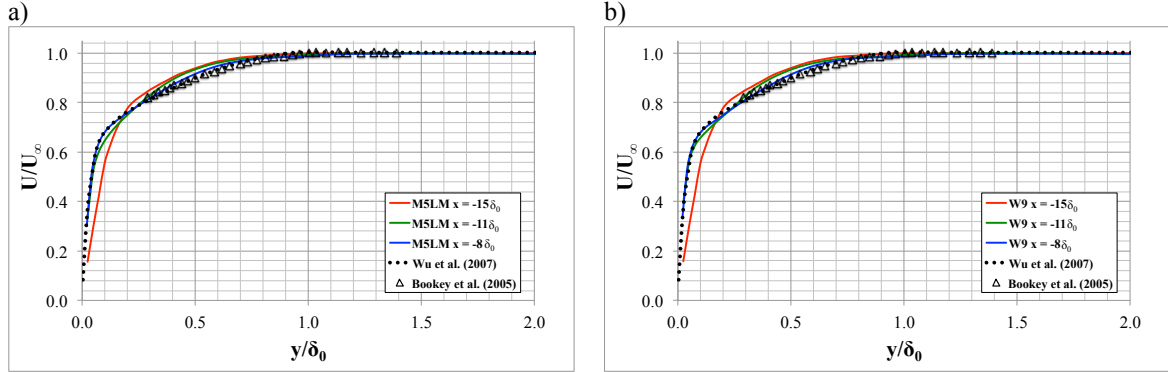 a)
U/U∞
1.0
0.8
0.6
0.4
0.2
0.0
M5LM x = -15δ0
M5LM x = -11δ0
M5LM x = -8δ0
Wu et al. (2007)
Bookey et al. (2005)
0.0 0.5 1.0 1.5 2.0
y/δ0
b)
U/U∞
1.0
0.8
0.6
0.4
0.2
0.0
W9 x = -15δ0
W9 x = -11δ0
W9 x = -8δ0
Wu et al. (2007)
Bookey et al. (2005)
0.0 0.5 1.0 1.5 2.0
y/δ0